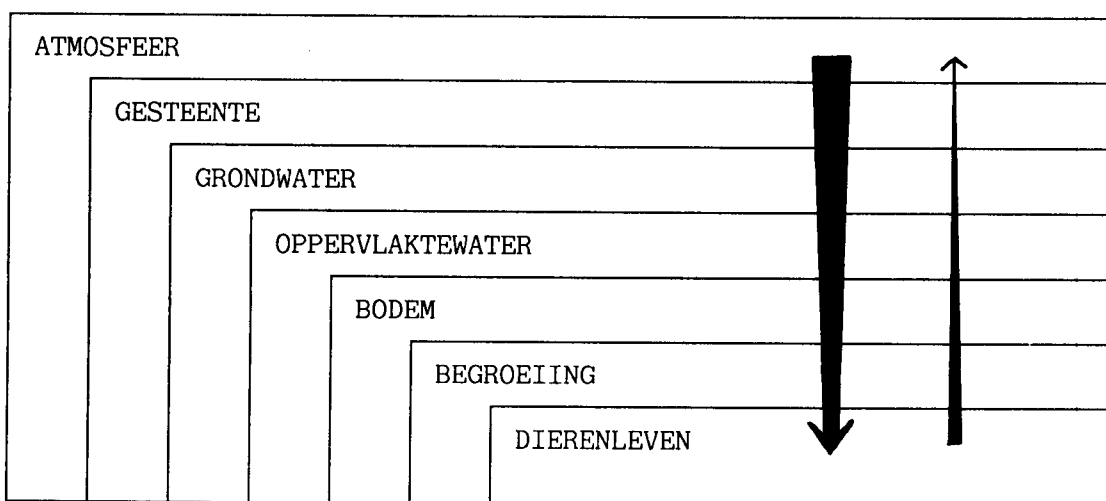 ATMOSFEER
GESTEENTE
GRONDWATER
OPPERVLAKTEWATER
BODEM
BEGROEIING
DIERENLEVEN